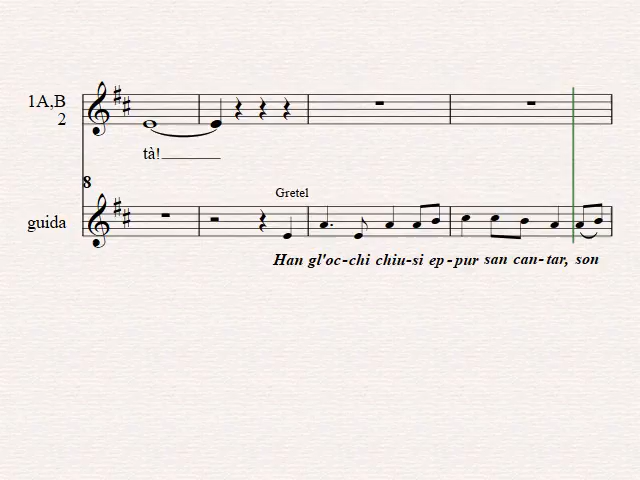 1A,B
2
tà!
8
Gretel
guida
Han gl'oc-chi chiu-si ep-pur san can-tar, son